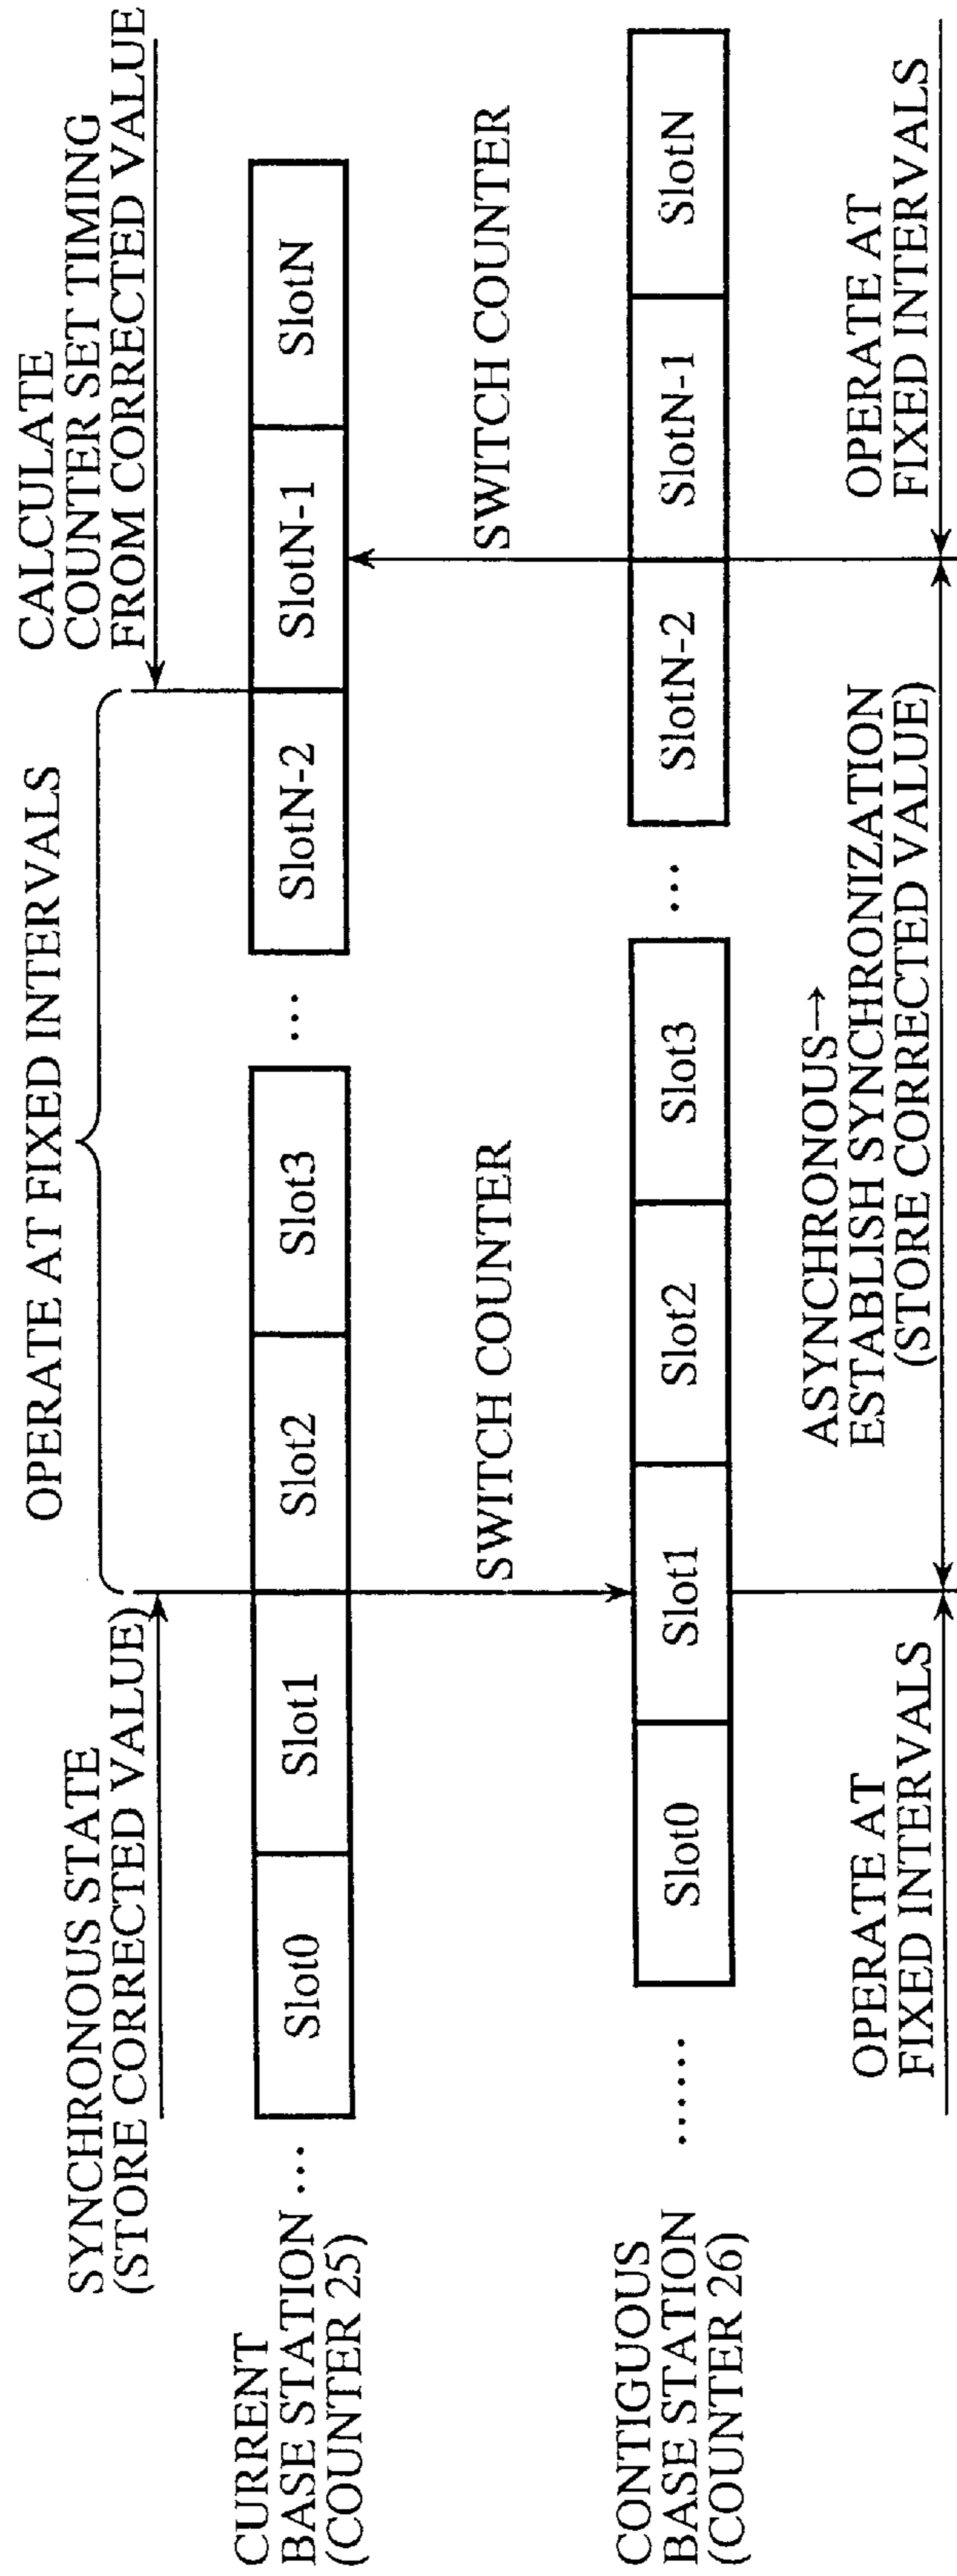 SYNCHRONOUS STATE
(STORE CORRECTED VALUE)
OPERATE AT FIXED INTERVALS
CALCULATE
COUNTER SET TIMING
FROM CORRECTED VALUE
CURRENT
BASE STATION ...
(COUNTER 25)
Slot0
Slot1
Slot2
Slot3
...
SlotN-2
SlotN-1
SlotN
SWITCH COUNTER
SWITCH COUNTER
CONTIGUOUS
BASE STATION
(COUNTER 26)
......
Slot0
Slot1
Slot2
Slot3
...
SlotN-2
SlotN-1
SlotN
OPERATE AT
FIXED INTERVALS
ASYNCHRONOUS→
ESTABLISH SYNCHRONIZATION
(STORE CORRECTED VALUE)
OPERATE AT
FIXED INTERVALS